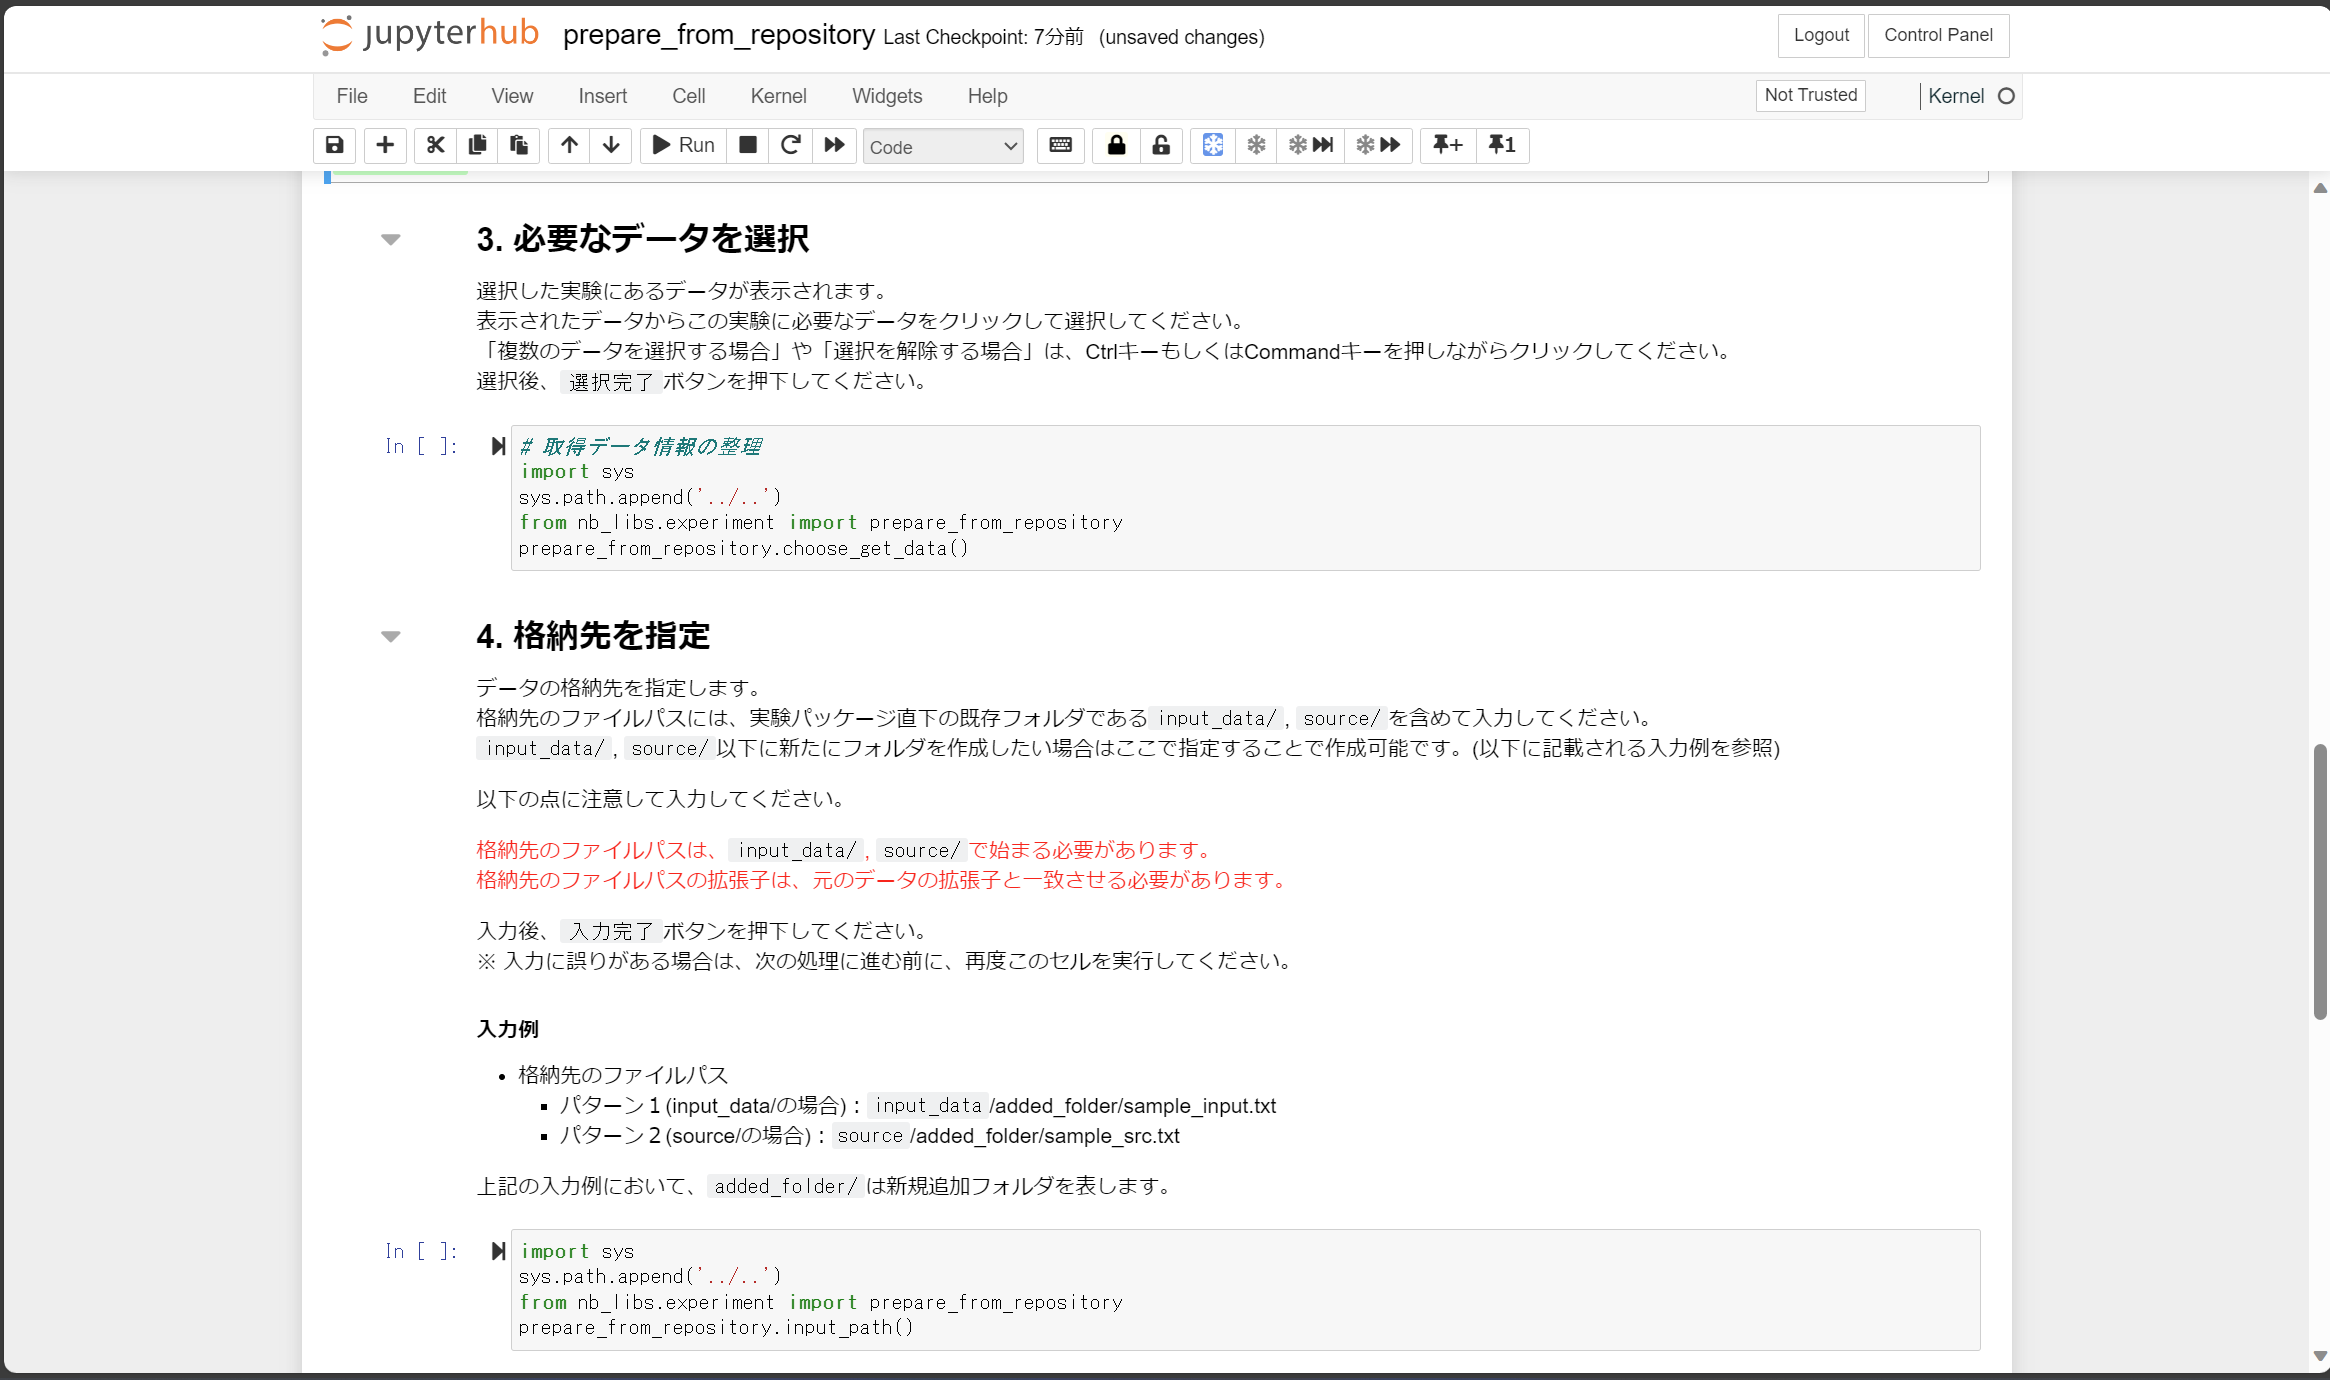 jupyterhub prepare_from_repository Last Checkpoint: 7分前 (unsaved changes) Logout Control Panel
File Edit View Insert Cell Kernel Widgets Help Not Trusted Kernel
Run Code 1
3. 必要なデータを選択
選択した実験にあるデータが表示されます。
表示されたデータからこの実験に必要なデータをクリックして選択してください。
「複数のデータを選択する場合」や「選択を解除する場合」は、CtrlキーもしくはCommandキーを押しながらクリックしてください。
選択後、 選択完了 ボタンを押下してください。
In [ ]: # 取得データ情報の整理
import sys
sys.path.append('../..')
from nb_libs.experiment import prepare_from_repository
prepare_from_repository.choose_get_data()
4. 格納先を指定
データの格納先を指定します。
格納先のファイルパスには、実験パッケージ直下の既存フォルダである input_data/ , source/ を含めて入力してください。
input_data/ , source/ 以下に新たにフォルダを作成したい場合はここで指定することで作成可能です。(以下に記載される入力例を参照)
以下の点に注意して入力してください。
格納先のファイルパスは、 input_data/ , source/ で始まる必要があります。
格納先のファイルパスの拡張子は、元のデータの拡張子と一致させる必要があります。
入力後、 入力完了 ボタンを押下してください。
※ 入力に誤りがある場合は、次の処理に進む前に、再度このセルを実行してください。
入力例
• 格納先のファイルパス
▪ パターン１(input_data/の場合)： input_data /added_folder/sample_input.txt
▪ パターン２(source/の場合)： source /added_folder/sample_src.txt
上記の入力例において、 added_folder/ は新規追加フォルダを表します。
In [ ]: import sys
sys.path.append('../..')
from nb_libs.experiment import prepare_from_repository
prepare_from_repository.input_path()